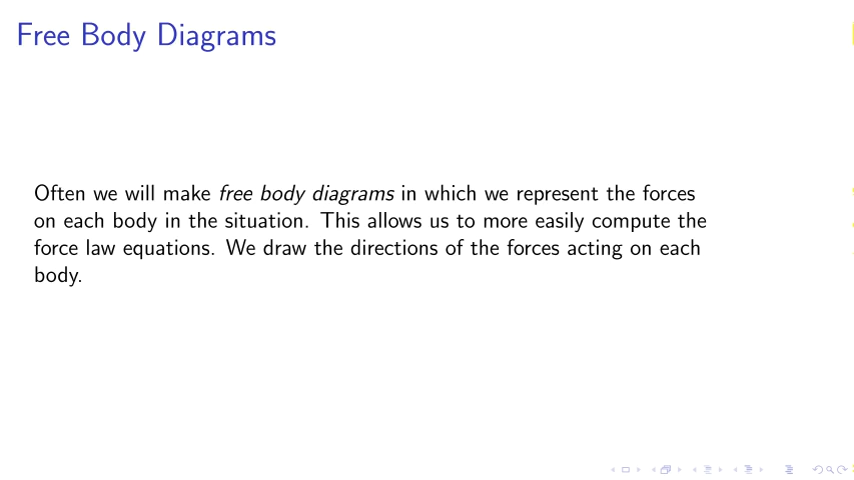 Free Body Diagrams
Often we will make free body diagrams in which we represent the forces
on each body in the situation. This allows us to more easily compute the
force law equations. We draw the directions of the forces acting on each
body.